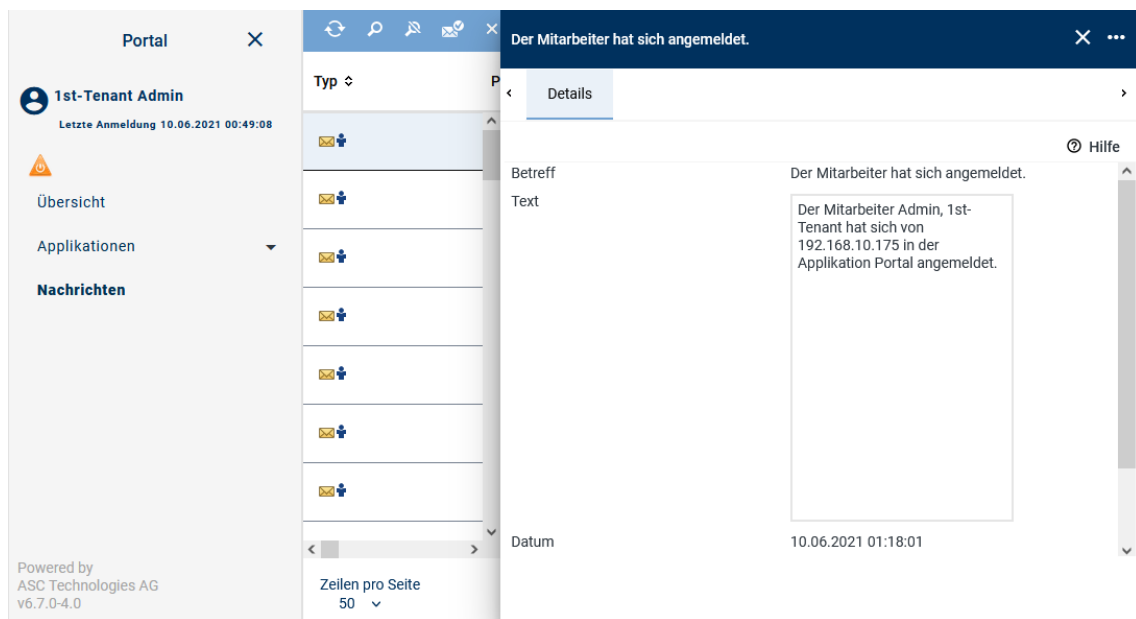 Portal
1st-Tenant Admin
Letzte Anmeldung 10.06.2021 00:49:08
Übersicht
Applikationen
Nachrichten
Powered by
ASC Technologies AG
v6.7.0-4.0
Typ
P
Zeilen pro Seite
50
Der Mitarbeiter hat sich angemeldet.
Details
Hilfe
Betreff
Der Mitarbeiter hat sich angemeldet.
Text
Der Mitarbeiter Admin, 1st-
Tenant hat sich von
192.168.10.175 in der
Applikation Portal angemeldet.
Datum
10.06.2021 01:18:01